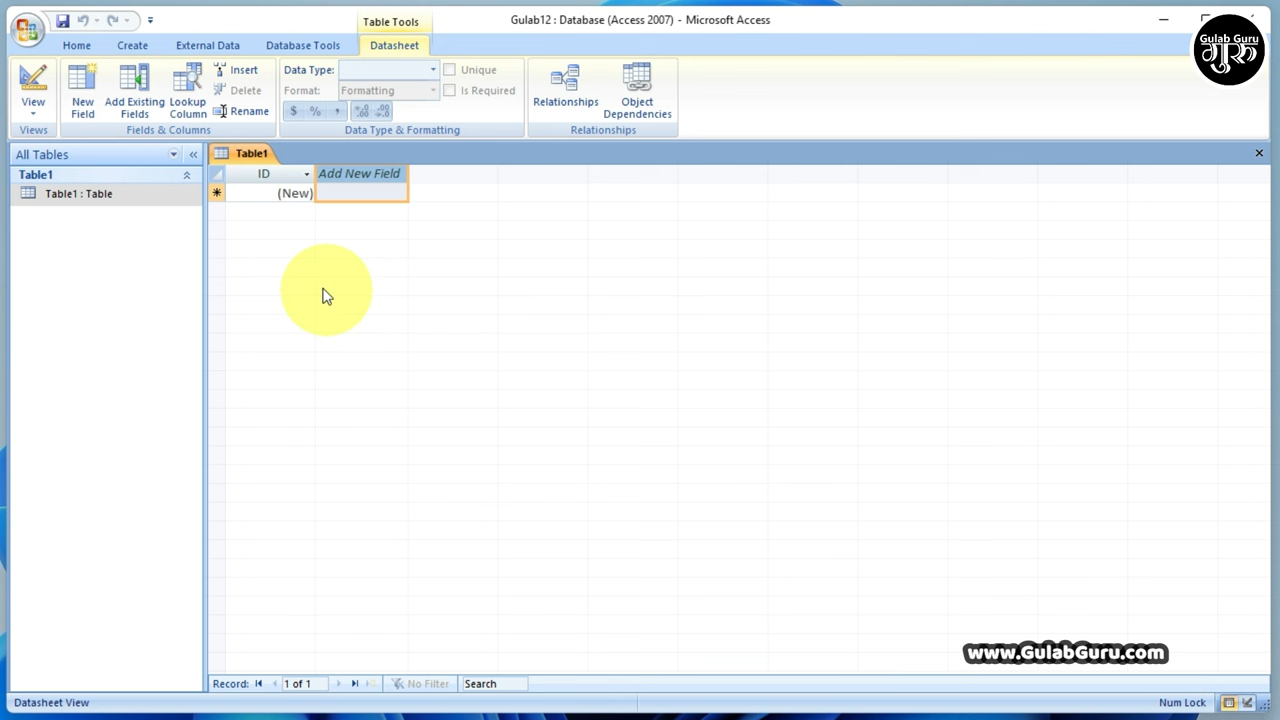 Table Tools
Gulab12 : Database (Access 2007) - Microsoft Access
Home
Create
External Data
Database Tools
Datasheet
Gulab Guru
गुरू
View
New
Field
Add Existing
Fields
Lookup
Column
Insert
Delete
Rename
Data Type:
Format:
Formatting
Unique
Is Required
$ % ,
Relationships
Object
Dependencies
Views
Fields & Columns
Data Type & Formatting
Relationships
All Tables
Table1
Table1
Table1 : Table
ID
Add New Field
(New)
www.GulabGuru.com
Record:
1 of 1
No Filter
Search
Datasheet View
Num Lock